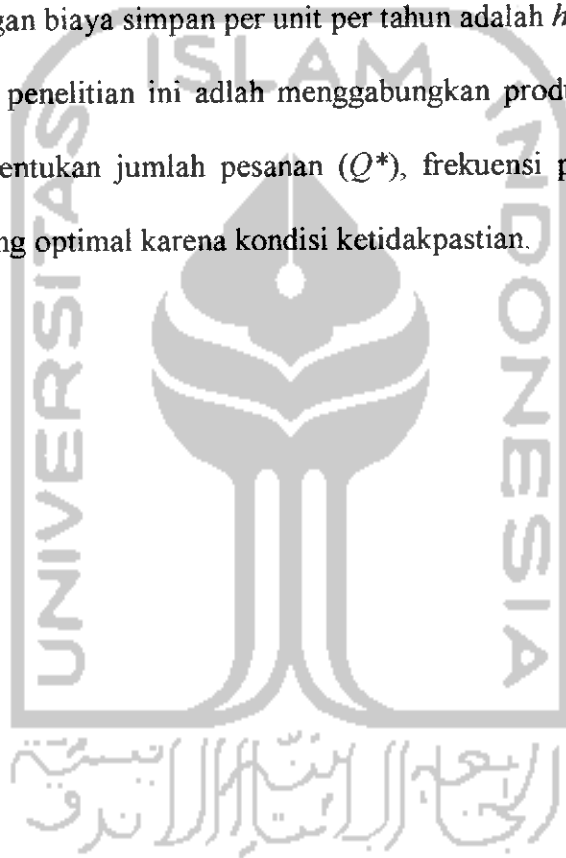 gan biaya simpan per unit per tahun adalah h
penelitian ini adlah menggabungkan produ
entukan jumlah pesanan (Q*), frekuensi p
ng optimal karena kondisi ketidakpastian.
UNIVERSITAS
ISLAM
INDONESIA